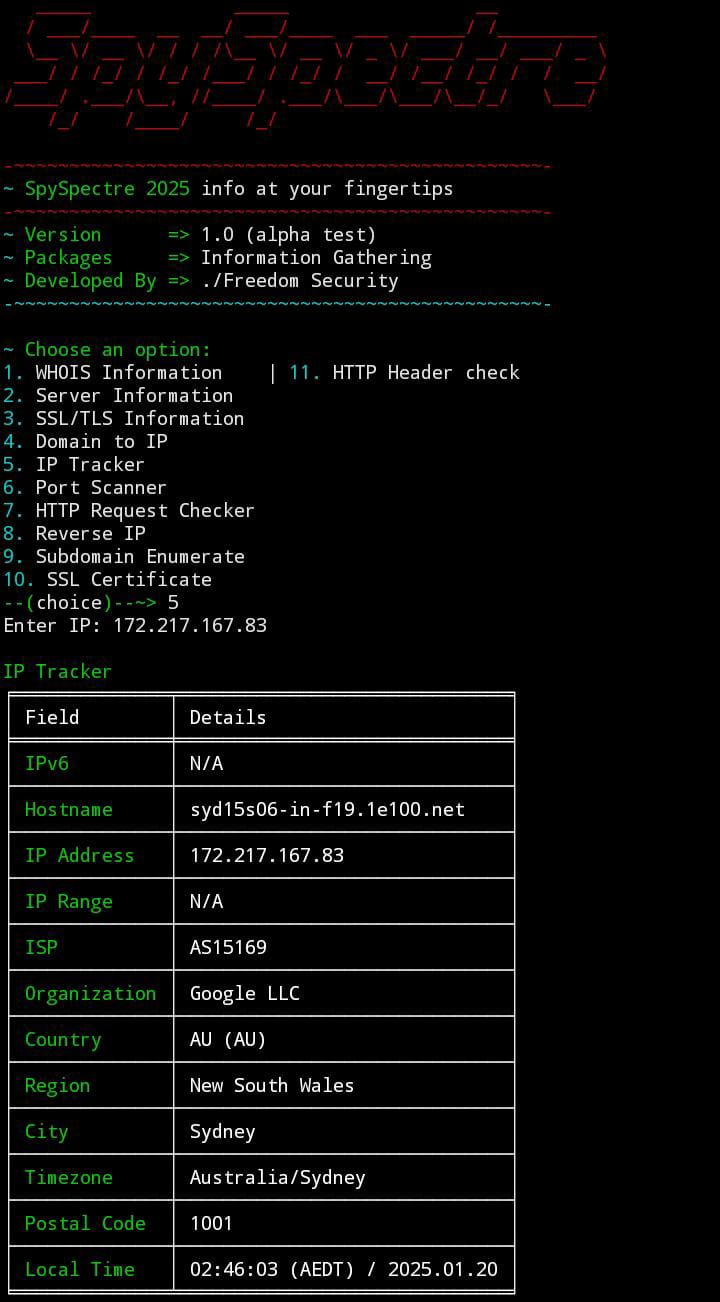 SpySpectre
~ SpySpectre 2025 info at your fingertips
~ Version => 1.0 (alpha test)
~ Packages => Information Gathering
~ Developed By => ./Freedom Security
~ Choose an option:
1. WHOIS Information | 11. HTTP Header check
2. Server Information
3. SSL/TLS Information
4. Domain to IP
5. IP Tracker
6. Port Scanner
7. HTTP Request Checker
8. Reverse IP
9. Subdomain Enumerate
10. SSL Certificate
--(choice)--~> 5
Enter IP: 172.217.167.83
IP Tracker
Field Details
IPv6 N/A
Hostname syd15s06-in-f19.1e100.net
IP Address 172.217.167.83
IP Range N/A
ISP AS15169
Organization Google LLC
Country AU (AU)
Region New South Wales
City Sydney
Timezone Australia/Sydney
Postal Code 1001
Local Time 02:46:03 (AEDT) / 2025.01.20